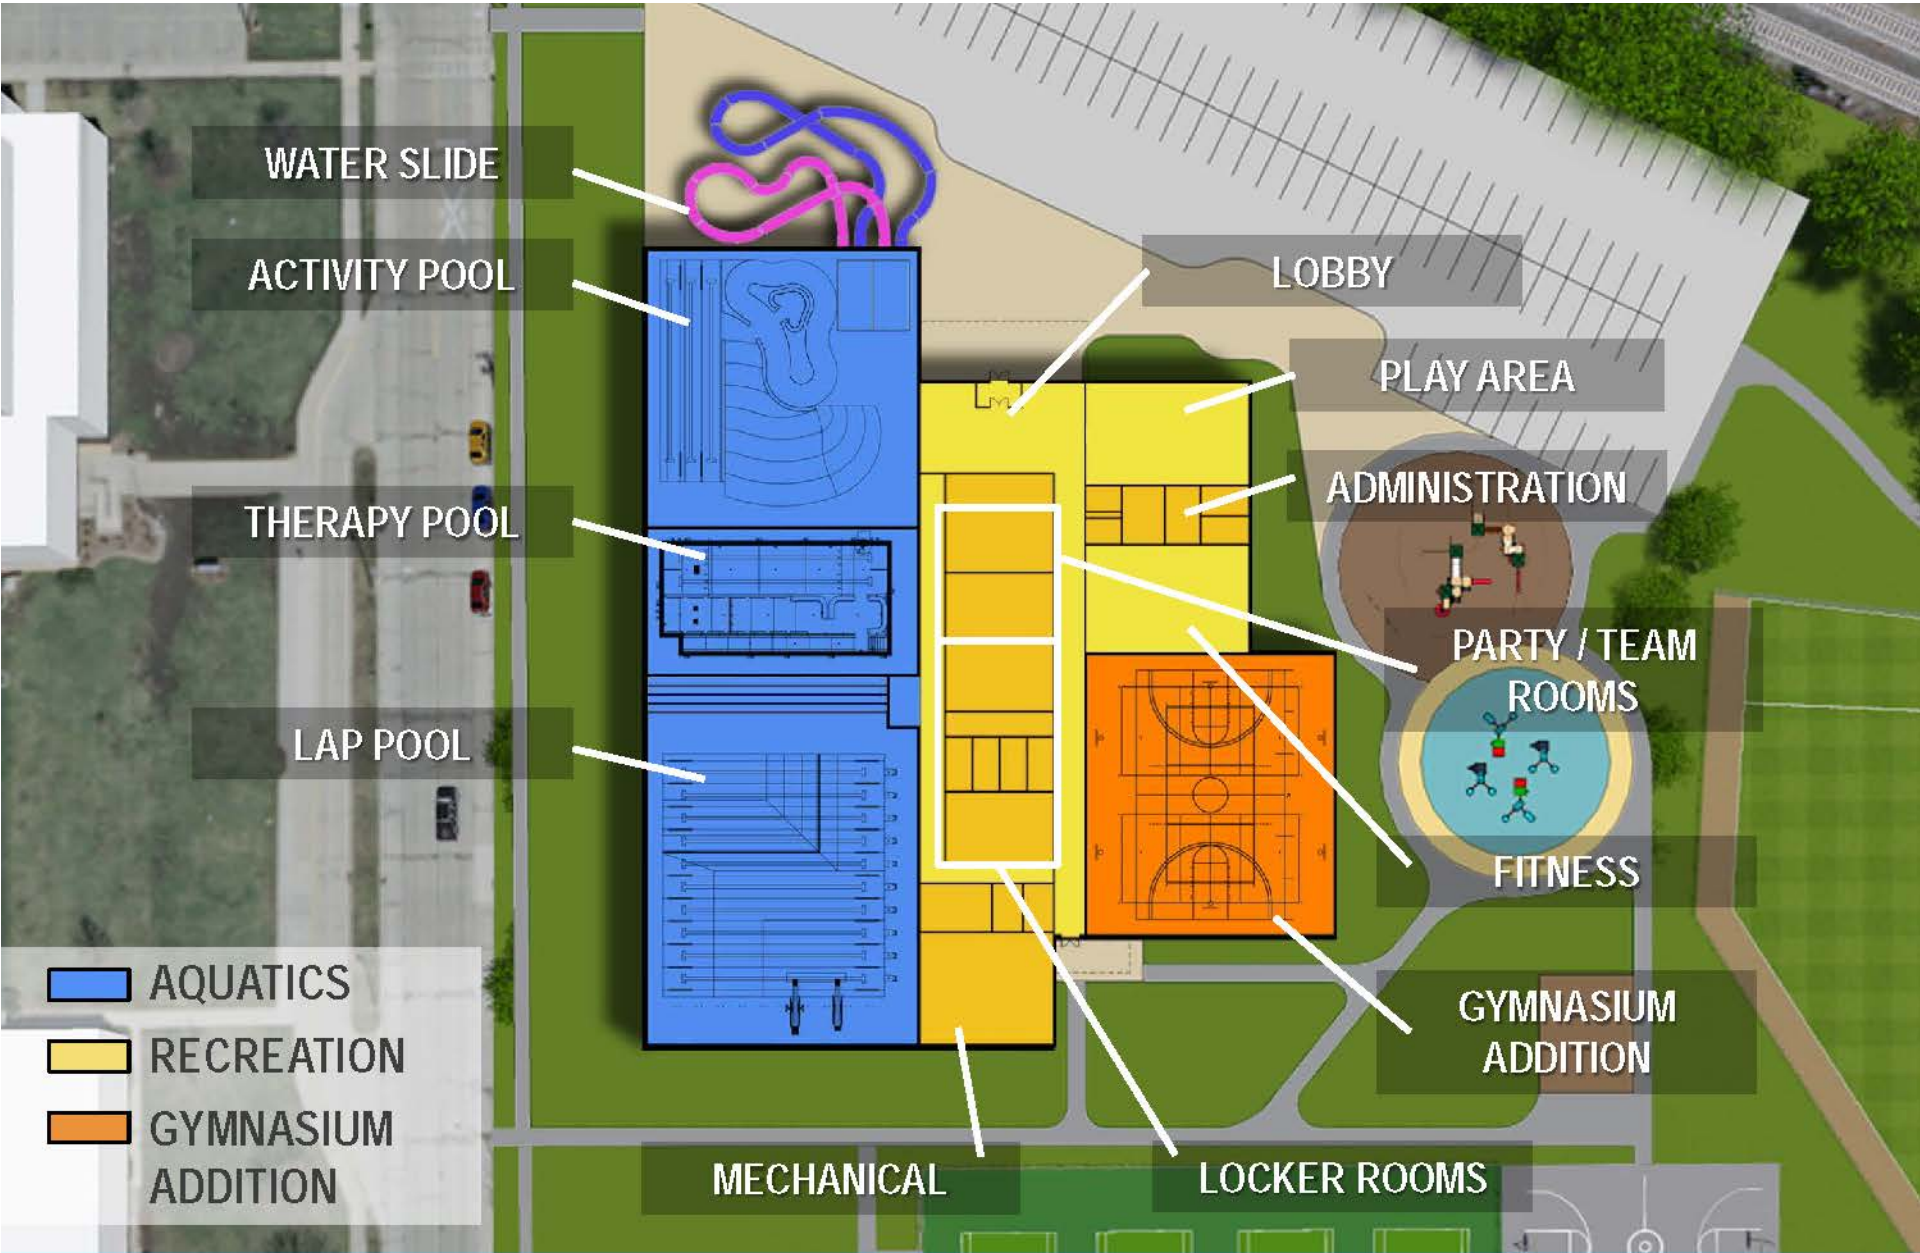 WATER SLIDE
ACTIVITY POOL
LOBBY
PLAY AREA
ADMINISTRATION
THERAPY POOL
PARTY / TEAM
ROOMS
LAP POOL
FITNESS
GYMNASIUM
ADDITION
MECHANICAL
LOCKER ROOMS
AQUATICS
RECREATION
GYMNASIUM
ADDITION